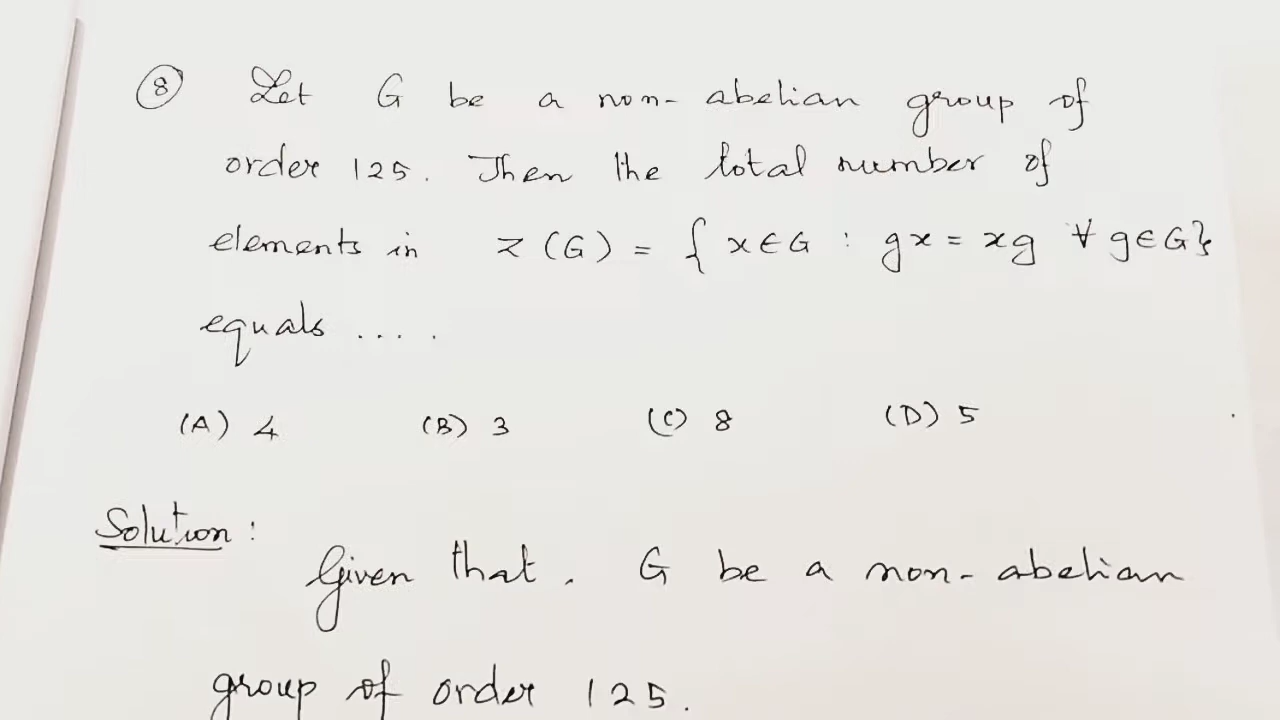 ⑧ Let G be a non-abelian group of
order 125. Then the total number of
elements in Z(G) = { x∈G : gx = xg ∀ g∈G}
equals ....
(A) 4 (B) 3 (C) 8 (D) 5
Solution:
Given that. G be a non-abelian
group of order 125.